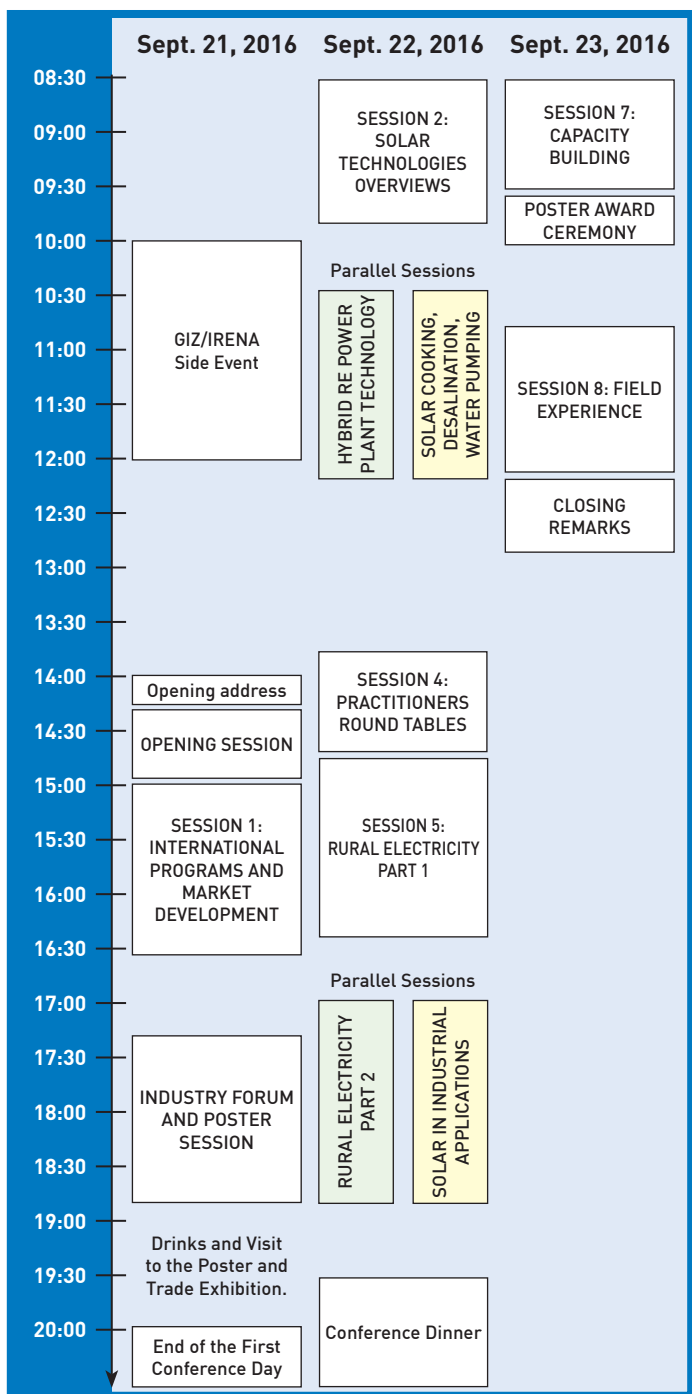 Sept. 21, 2016
Sept. 22, 2016
Sept. 23, 2016
08:30
09:00
09:30
10:00
10:30
11:00
11:30
12:00
12:30
13:00
13:30
14:00
14:30
15:00
15:30
16:00
16:30
17:00
17:30
18:00
18:30
19:00
19:30
20:00
GIZ/IRENA
Side Event
Opening address
OPENING SESSION
SESSION 1:
INTERNATIONAL
PROGRAMS AND
MARKET
DEVELOPMENT
INDUSTRY FORUM
AND POSTER
SESSION
Drinks and Visit
to the Poster and
Trade Exhibition.
End of the First
Conference Day
SESSION 2:
SOLAR
TECHNOLOGIES
OVERVIEWS
Parallel Sessions
HYBRID RE POWER
PLANT TECHNOLOGY
SOLAR COOKING,
DESALINATION,
WATER PUMPING
SESSION 4:
PRACTITIONERS
ROUND TABLES
SESSION 5:
RURAL ELECTRICITY
PART 1
Parallel Sessions
RURAL ELECTRICITY
PART 2
SOLAR IN INDUSTRIAL
APPLICATIONS
Conference Dinner
SESSION 7:
CAPACITY
BUILDING
POSTER AWARD
CEREMONY
SESSION 8: FIELD
EXPERIENCE
CLOSING
REMARKS